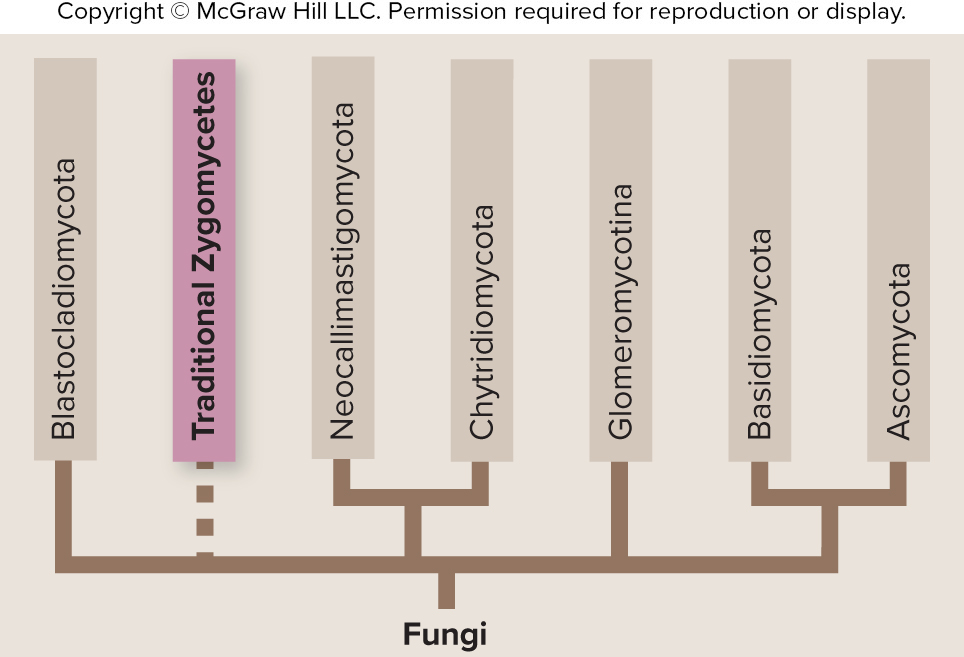 Copyright © McGraw Hill LLC. Permission required for reproduction or display.
Blastocladiomycota
Traditional Zygomycetes
Neocallimastigomycota
Chytridiomycota
Glomeromycotina
Basidiomycota
Ascomycota
Fungi